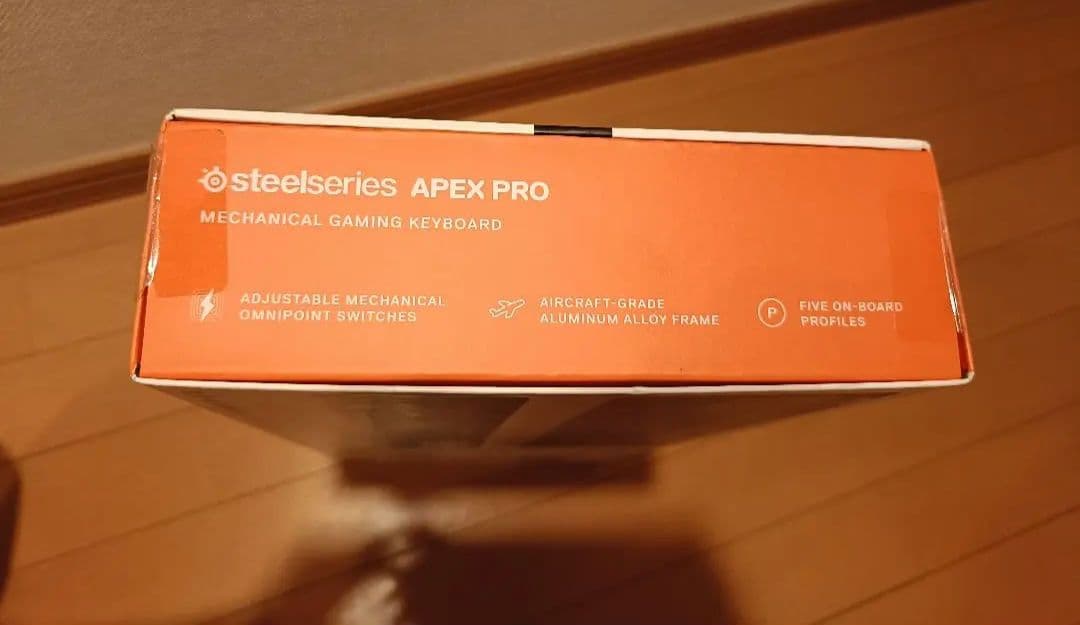 steelseries APEX PRO
MECHANICAL GAMING KEYBOARD
ADJUSTABLE MECHANICAL
OMNIPOINT SWITCHES
AIRCRAFT-GRADE
ALUMINUM ALLOY FRAME
P
FIVE ON-BOARD
PROFILES